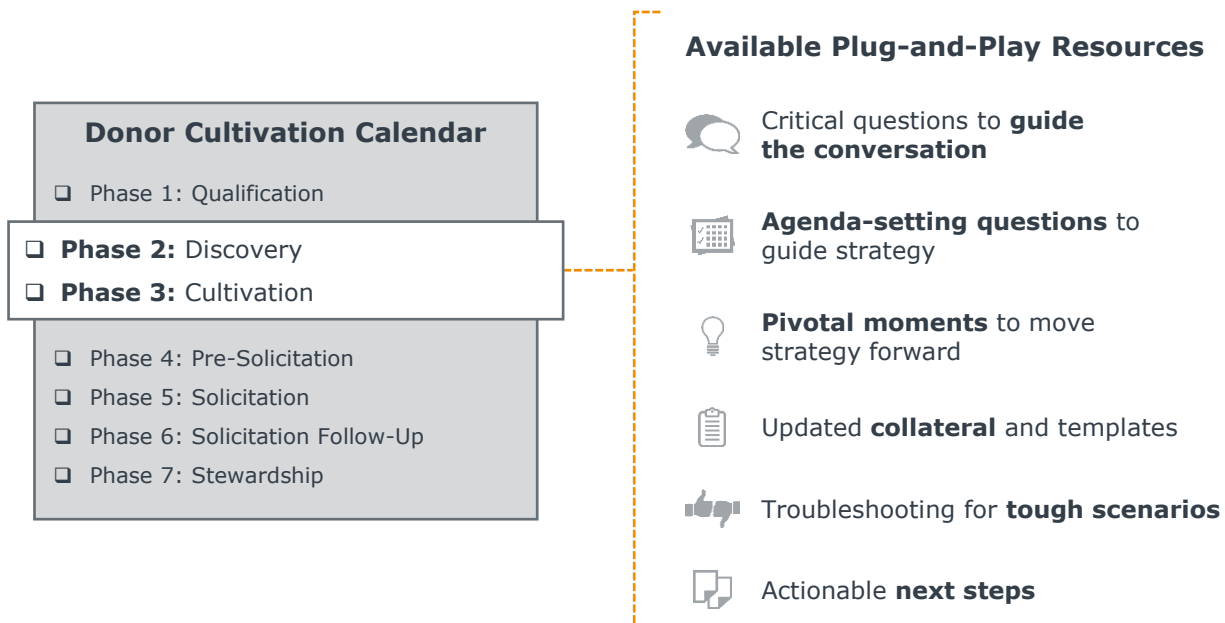 Donor Cultivation Calendar
❑ Phase 1: Qualification
❑ Phase 2: Discovery
❑ Phase 3: Cultivation
❑ Phase 4: Pre-Solicitation
❑ Phase 5: Solicitation
❑ Phase 6: Solicitation Follow-Up
❑ Phase 7: Stewardship
Available Plug-and-Play Resources
Critical questions to guide
the conversation
Agenda-setting questions to
guide strategy
Pivotal moments to move
strategy forward
Updated collateral and templates
Troubleshooting for tough scenarios
Actionable next steps